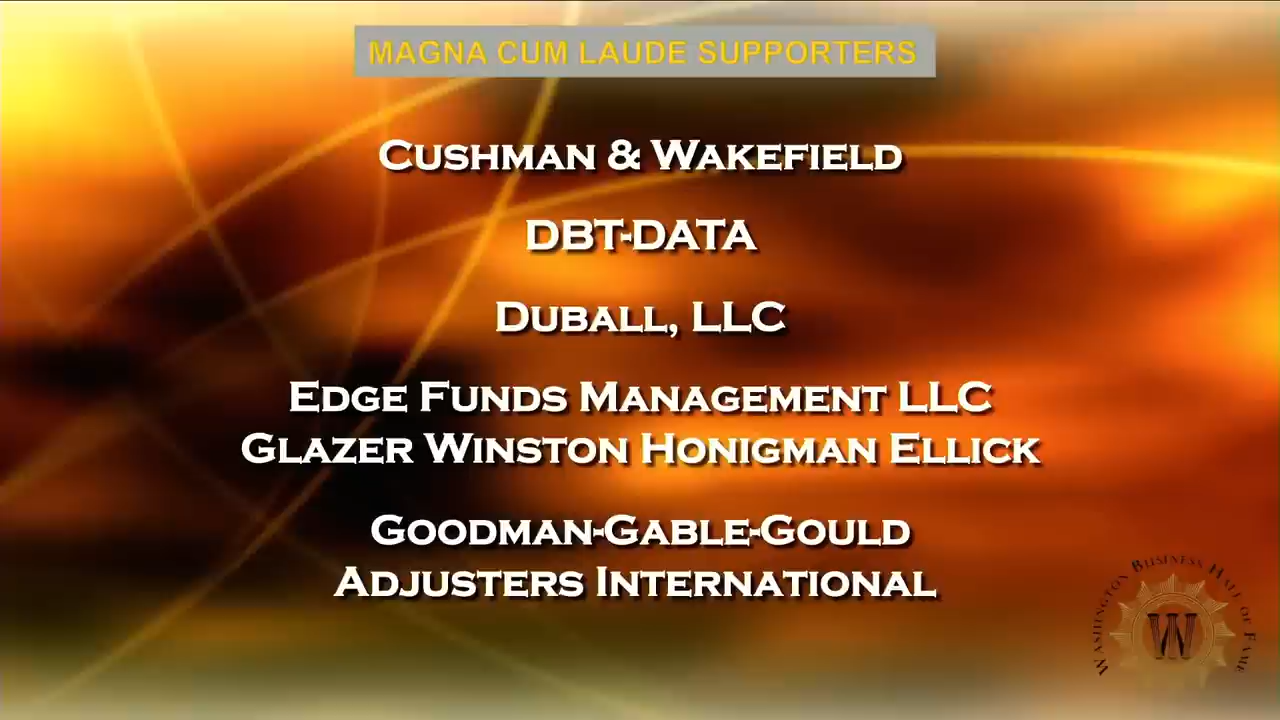 MAGNA CUM LAUDE SUPPORTERS
CUSHMAN & WAKEFIELD
DBT-DATA
DUBALL, LLC
EDGE FUNDS MANAGEMENT LLC
GLAZER WINSTON HONIGMAN ELLICK
GOODMAN-GABLE-GOULD
ADJUSTERS INTERNATIONAL
WASHINGTON BUSINESS HALL OF FAME
W